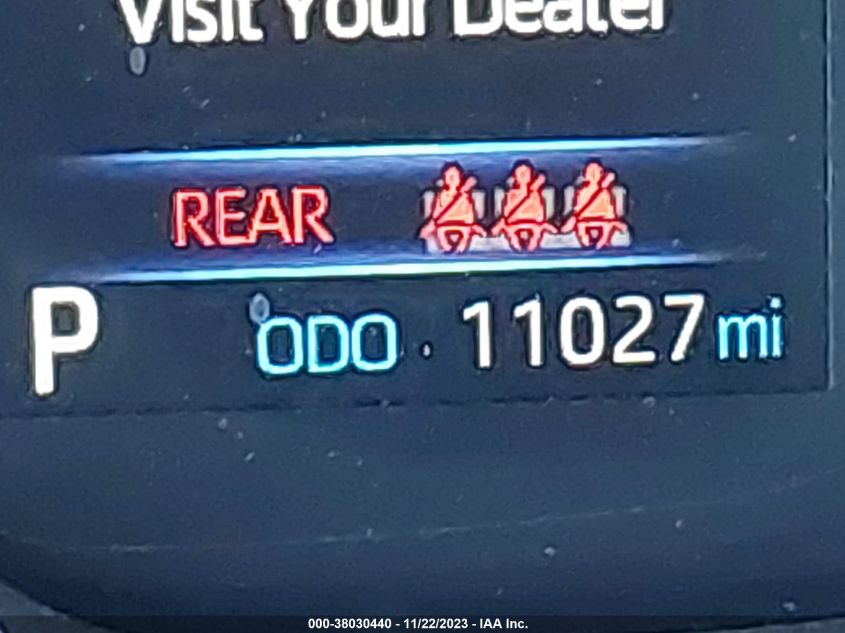 Visit Your Dealer
REAR
P ODO 11027 mi
000-38030440 - 11/22/2023 - IAA Inc.